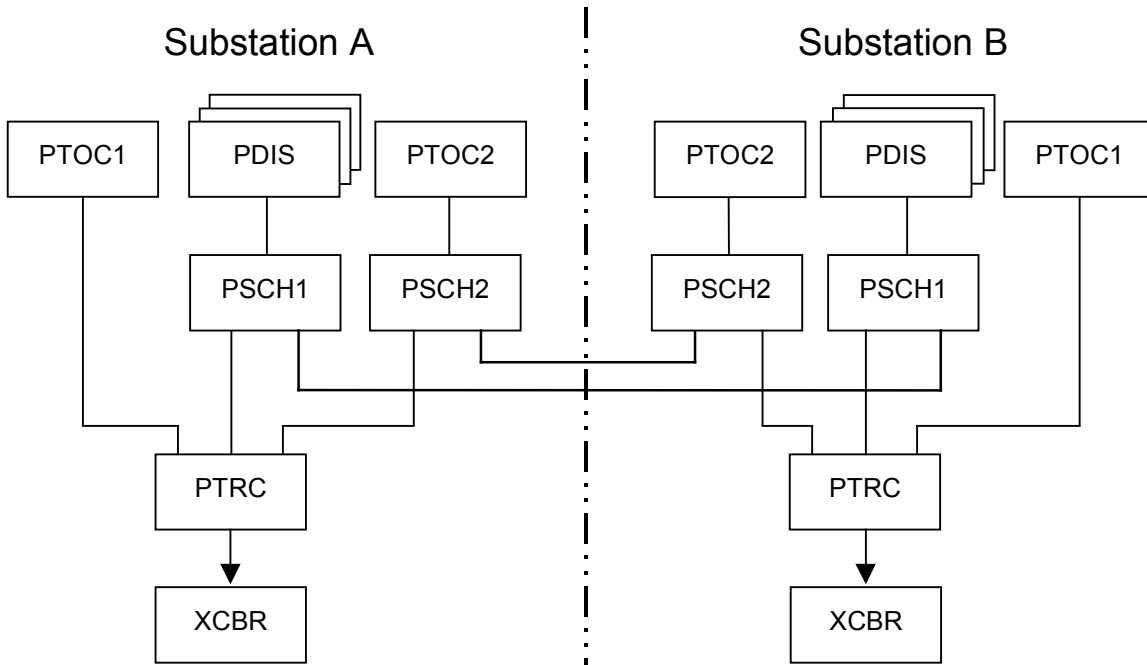 Substation A
Substation B
PTOC1
PDIS
PTOC2
PTOC2
PDIS
PTOC1
PSCH1
PSCH2
PSCH2
PSCH1
PTRC
PTRC
XCBR
XCBR